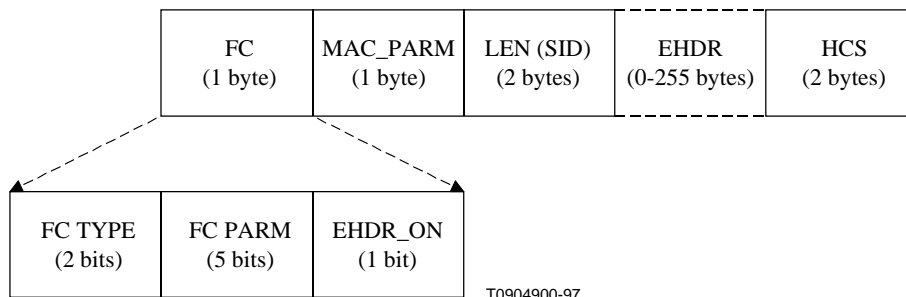 FC
(1 byte)
MAC_PARM
(1 byte)
LEN (SID)
(2 bytes)
EHDR
(0-255 bytes)
HCS
(2 bytes)
FC TYPE
(2 bits)
FC PARM
(5 bits)
EHDR_ON
(1 bit)
T0904900-97